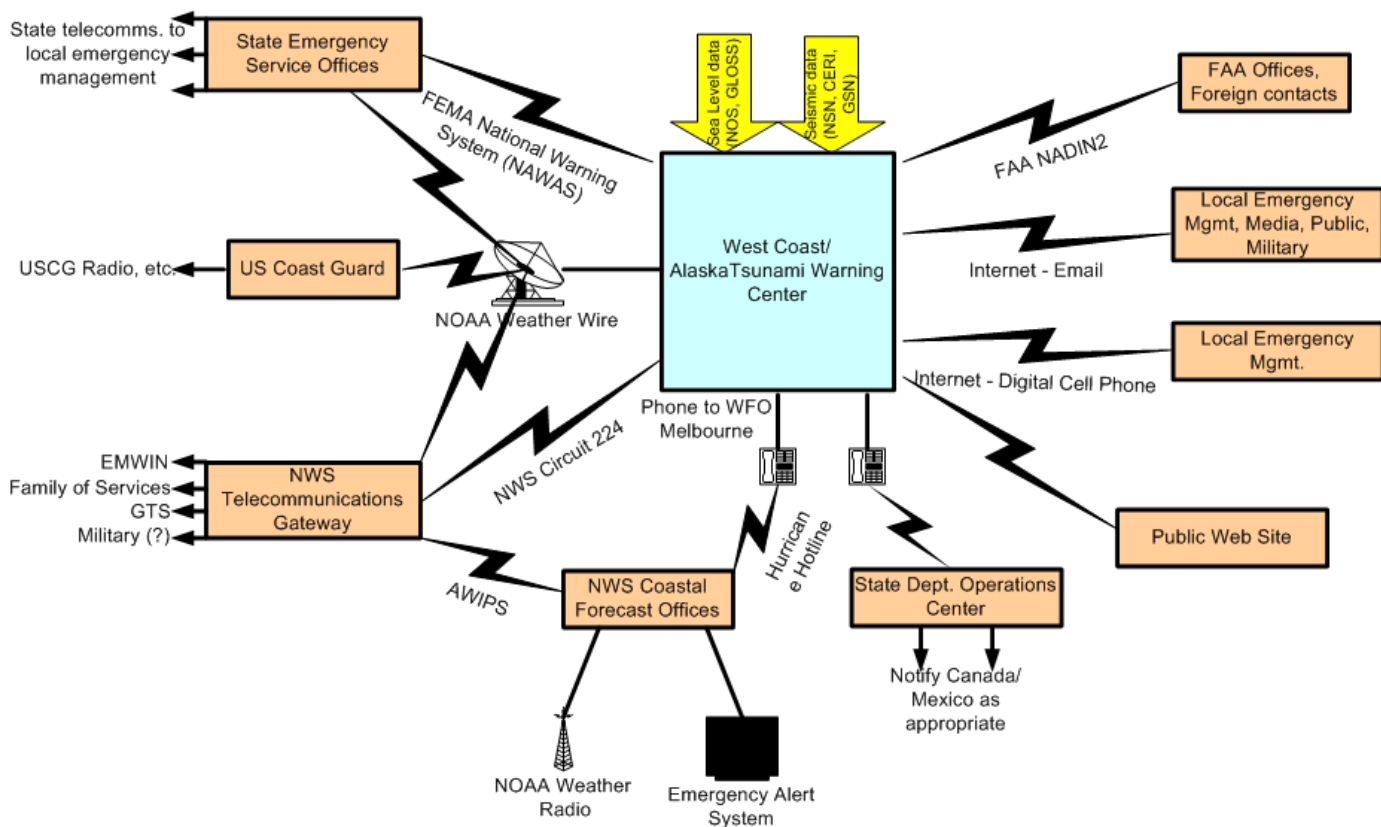 State telecomms. to
local emergency
management
State Emergency
Service Offices
FEMA National Warning
System (NAWAS)
Sea Level data
(NOS, GLOSS)
Seismic data
(NSN, CERI,
GSN)
FAA Offices,
Foreign contacts
FAA NADIN2
Local Emergency
Mgmt, Media, Public,
Military
Internet - Email
West Coast/
AlaskaTsunami Warning
Center
USCG Radio, etc.
US Coast Guard
NOAA Weather Wire
Local Emergency
Mgmt.
Internet - Digital Cell Phone
Phone to WFO
Melbourne
NWS Circuit 224
EMWIN
Family of Services
GTS
Military (?)
NWS
Telecommunications
Gateway
Hurrican
e Hotline
Public Web Site
AWIPS
NWS Coastal
Forecast Offices
State Dept. Operations
Center
Notify Canada/
Mexico as
appropriate
NOAA Weather
Radio
Emergency Alert
System